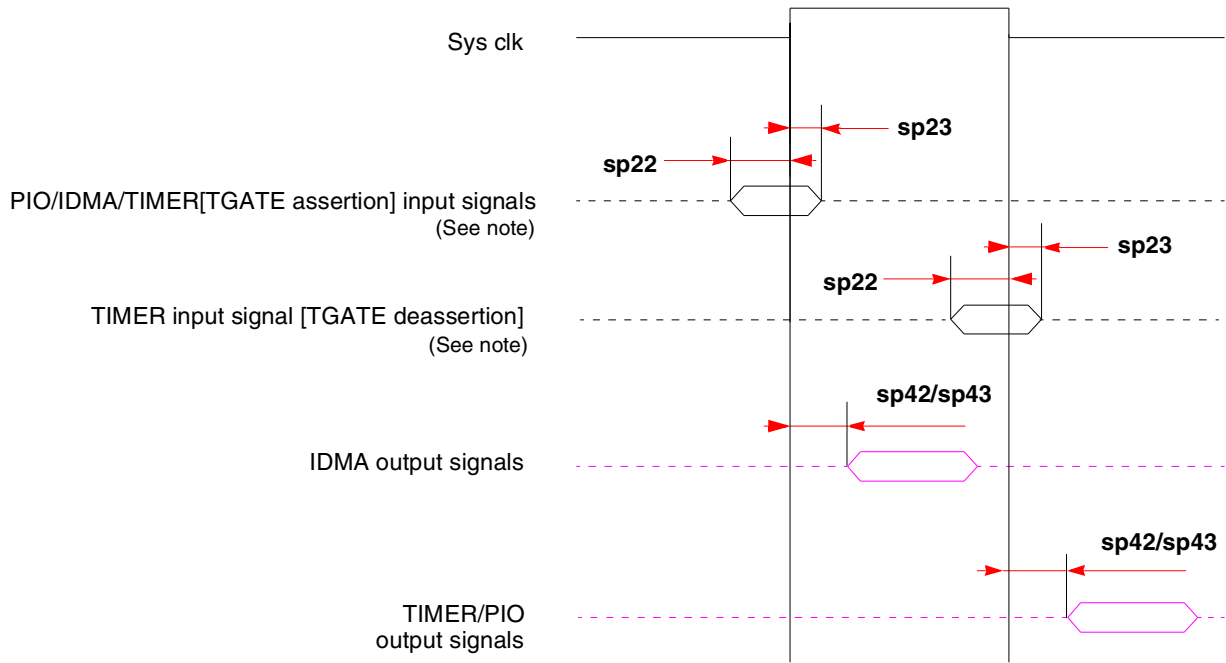 Sys clk
sp23
sp22
PIO/IDMA/TIMER[TGATE assertion] input signals
(See note)
sp23
sp22
TIMER input signal [TGATE deassertion]
(See note)
sp42/sp43
IDMA output signals
sp42/sp43
TIMER/PIO
output signals